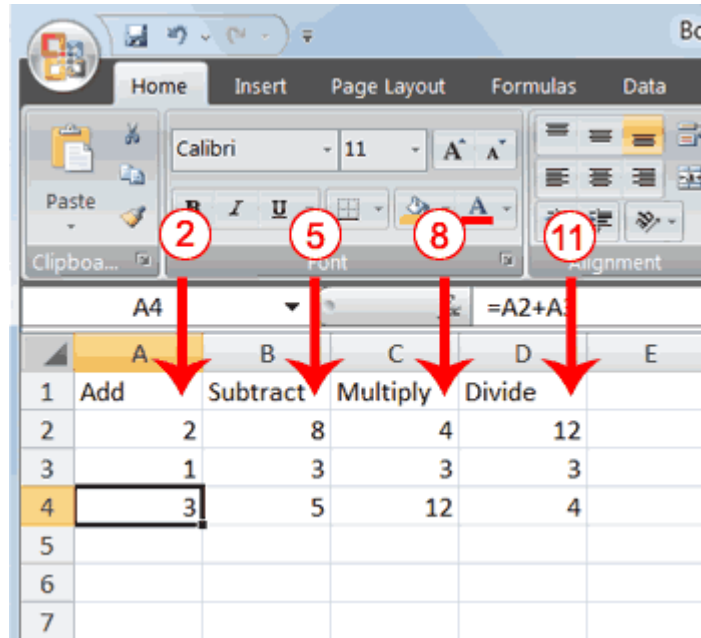 Bo
Home Insert Page Layout Formulas Data
Calibri 11 A A
Paste B I U A
2 5 8 11
Clipboa... Font Alignment
A4 =A2+A3
A B C D E
1 Add Subtract Multiply Divide
2 2 8 4 12
3 1 3 3 3
4 3 5 12 4
5
6
7